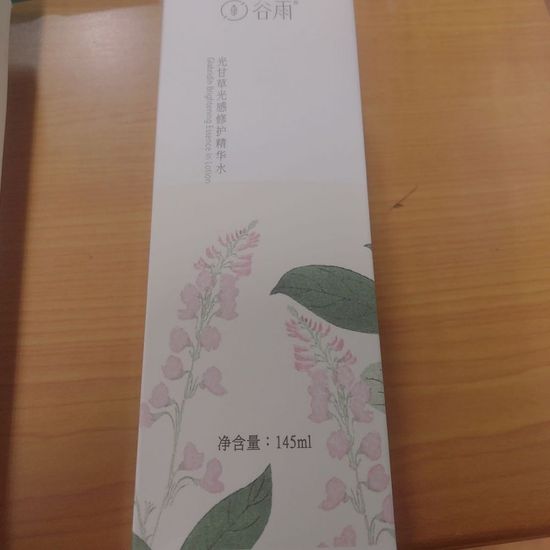 谷雨®
光甘草光感修护精华水
Glabridin Brightening Essence in Lotion
净含量：145ml